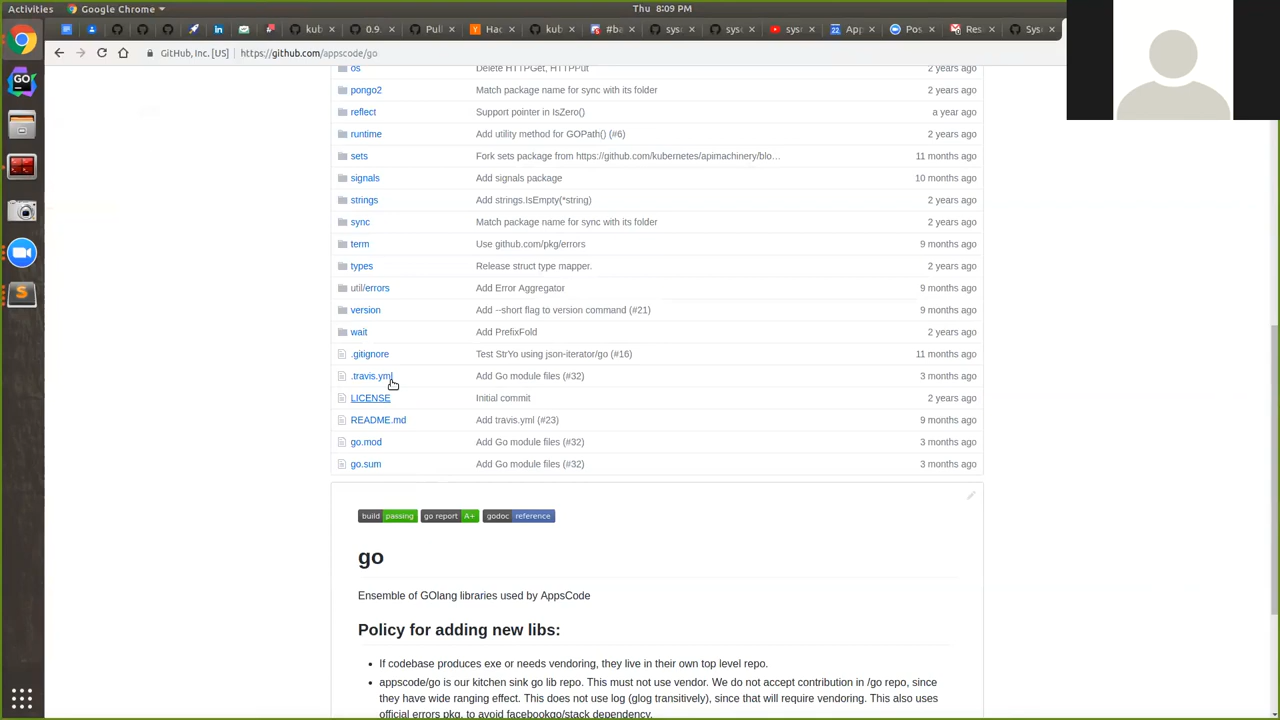 Activities Google Chrome Thu 8:09 PM
kub 0.9. Pull Hac kub #ba sys sys sys App Pos Res Sys
GitHub, Inc. [US] https://github.com/appscode/go
os Delete HTTPGet, HTTPPut 2 years ago
pongo2 Match package name for sync with its folder 2 years ago
reflect Support pointer in IsZero() a year ago
runtime Add utility method for GOPath() (#6) 2 years ago
sets Fork sets package from https://github.com/kubernetes/apimachinery/blo… 11 months ago
signals Add signals package 10 months ago
strings Add strings.IsEmpty(*string) 2 years ago
sync Match package name for sync with its folder 2 years ago
term Use github.com/pkg/errors 9 months ago
types Release struct type mapper. 2 years ago
util/errors Add Error Aggregator 9 months ago
version Add --short flag to version command (#21) 9 months ago
wait Add PrefixFold 2 years ago
.gitignore Test StrYo using json-iterator/go (#16) 11 months ago
.travis.yml Add Go module files (#32) 3 months ago
LICENSE Initial commit 2 years ago
README.md Add travis.yml (#23) 9 months ago
go.mod Add Go module files (#32) 3 months ago
go.sum Add Go module files (#32) 3 months ago
build passing go report A+ godoc reference
go
Ensemble of GOlang libraries used by AppsCode
Policy for adding new libs:
If codebase produces exe or needs vendoring, they live in their own top level repo.
appscode/go is our kitchen sink go lib repo. This must not use vendor. We do not accept contribution in /go repo, since
they have wide ranging effect. This does not use log (glog transitively), since that will require vendoring. This also uses
official errors pkg, to avoid facebookgo/stack dependency.